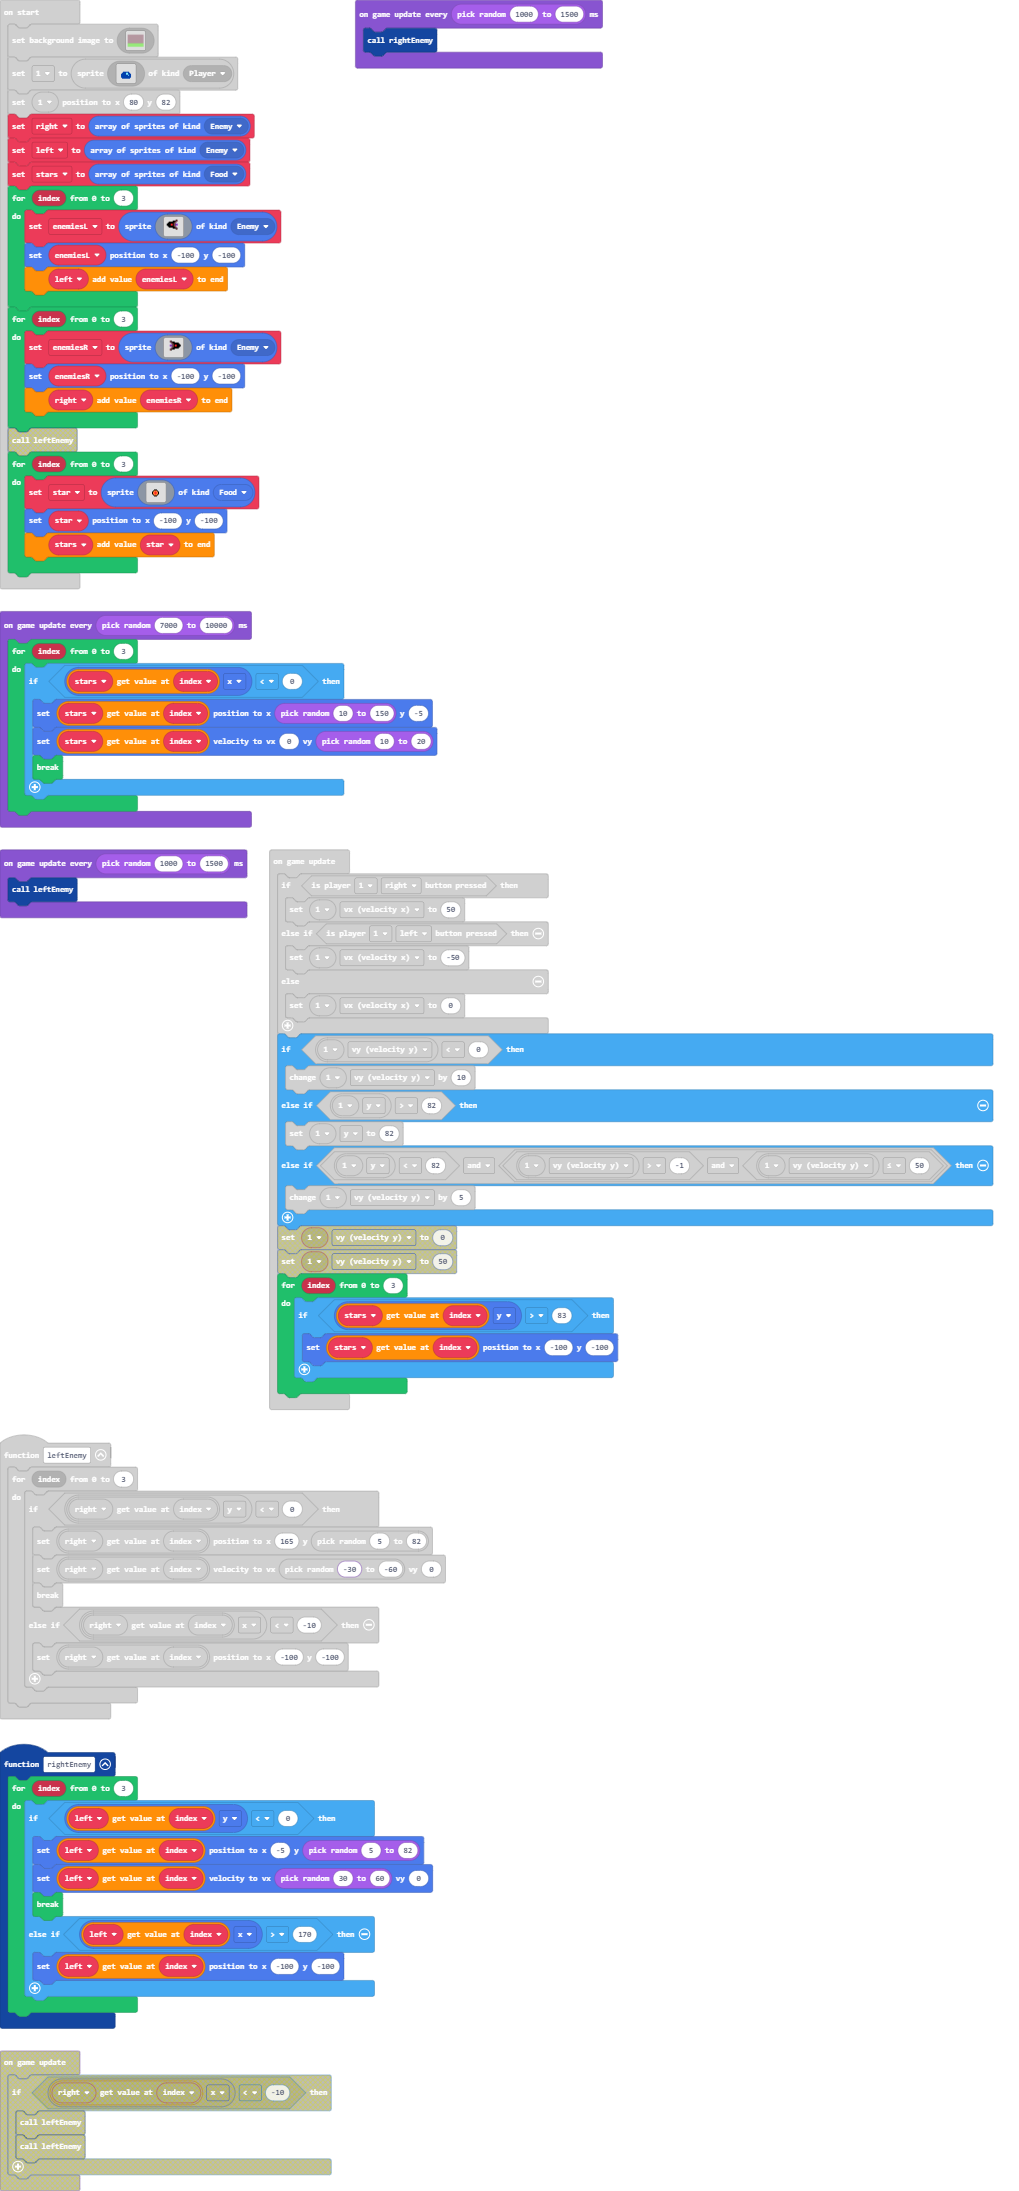 on start
set background image to
set 1 to sprite of kind Player
set 1 position to x 80 y 82
set right to array of sprites of kind Enemy
set left to array of sprites of kind Enemy
set stars to array of sprites of kind Food
for index from 0 to 3
do
set enemiesL to sprite of kind Enemy
set enemiesL position to x -100 y -100
left add value enemiesL to end
for index from 0 to 3
do
set enemiesR to sprite of kind Enemy
set enemiesR position to x -100 y -100
right add value enemiesR to end
call leftEnemy
for index from 0 to 3
do
set star to sprite of kind Food
set star position to x -100 y -100
stars add value star to end
on game update every pick random 1000 to 1500 ms
call rightEnemy
on game update every pick random 7000 to 10000 ms
for index from 0 to 3
do
if stars get value at index x < 0 then
set stars get value at index position to x pick random 10 to 150 y -5
set stars get value at index velocity to vx 0 vy pick random 10 to 20
break
on game update every pick random 1000 to 1500 ms
call leftEnemy
on game update
if is player 1 right button pressed then
set 1 vx (velocity x) to 50
else if is player 1 left button pressed then
set 1 vx (velocity x) to -50
else
set 1 vx (velocity x) to 0
if 1 vy (velocity y) < 0 then
change 1 vy (velocity y) by 10
else if 1 y > 82 then
set 1 y to 82
else if 1 y < 82 and 1 vy (velocity y) > -1 and 1 vy (velocity y) ≤ 50 then
change 1 vy (velocity y) by 5
set 1 vy (velocity y) to 0
set 1 vy (velocity y) to 50
for index from 0 to 3
do
if stars get value at index y > 83 then
set stars get value at index position to x -100 y -100
function leftEnemy
for index from 0 to 3
do
if right get value at index y < 0 then
set right get value at index position to x 165 y pick random 5 to 82
set right get value at index velocity to vx pick random -30 to -60 vy 0
break
else if right get value at index x < -10 then
set right get value at index position to x -100 y -100
function rightEnemy
for index from 0 to 3
do
if left get value at index y < 0 then
set left get value at index position to x -5 y pick random 5 to 82
set left get value at index velocity to vx pick random 30 to 60 vy 0
break
else if left get value at index x > 170 then
set left get value at index position to x -100 y -100
on game update
if right get value at index x < -10 then
call leftEnemy
call leftEnemy